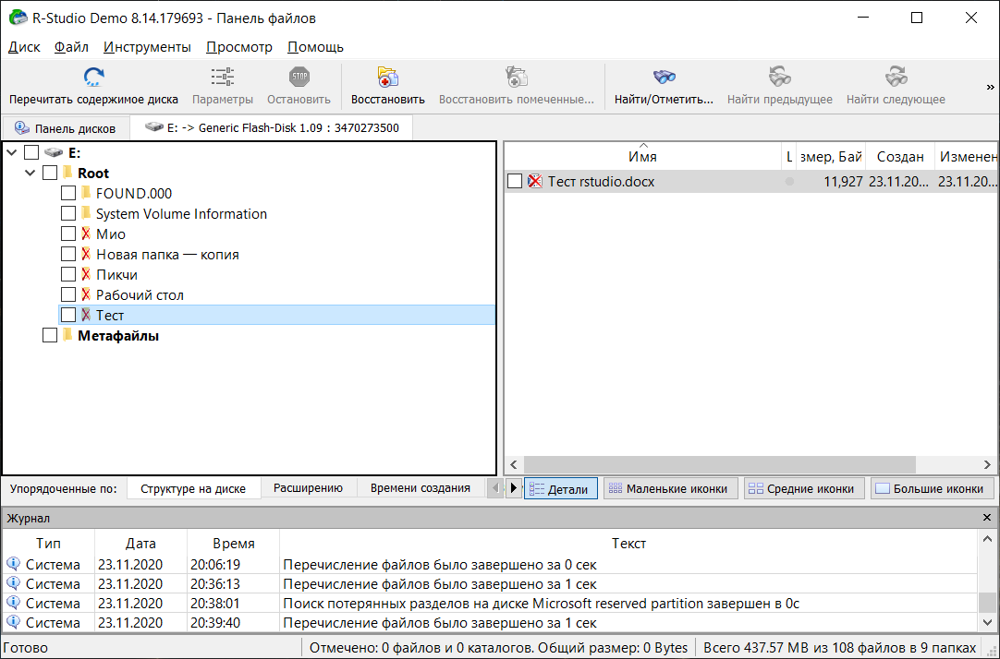 R-Studio Demo 8.14.179693 - Панель файлов
Диск Файл Инструменты Просмотр Помощь
Перечитать содержимое диска Параметры Остановить Восстановить Восстановить помеченные... Найти/Отметить... Найти предыдущее Найти следующее »
STOP
Панель дисков E: -> Generic Flash-Disk 1.09 : 3470273500
E:
Root
FOUND.000
System Volume Information
Мио
Новая папка — копия
Пикчи
Рабочий стол
Тест
Метафайлы
Имя L змер, Бай Создан Изменен
Тест rstudio.docx 11,927 23.11.20... 23.11.20...
Упорядоченные по: Структуре на диске Расширению Времени создания Детали Маленькие иконки Средние иконки Большие иконки
Журнал
Тип Дата Время Текст
Система 23.11.2020 20:06:19 Перечисление файлов было завершено за 0 сек
Система 23.11.2020 20:36:13 Перечисление файлов было завершено за 1 сек
Система 23.11.2020 20:38:01 Поиск потерянных разделов на диске Microsoft reserved partition завершен в 0с
Система 23.11.2020 20:39:40 Перечисление файлов было завершено за 1 сек
Готово Отмечено: 0 файлов и 0 каталогов. Общий размер: 0 Bytes Всего 437.57 MB из 108 файлов в 9 папках